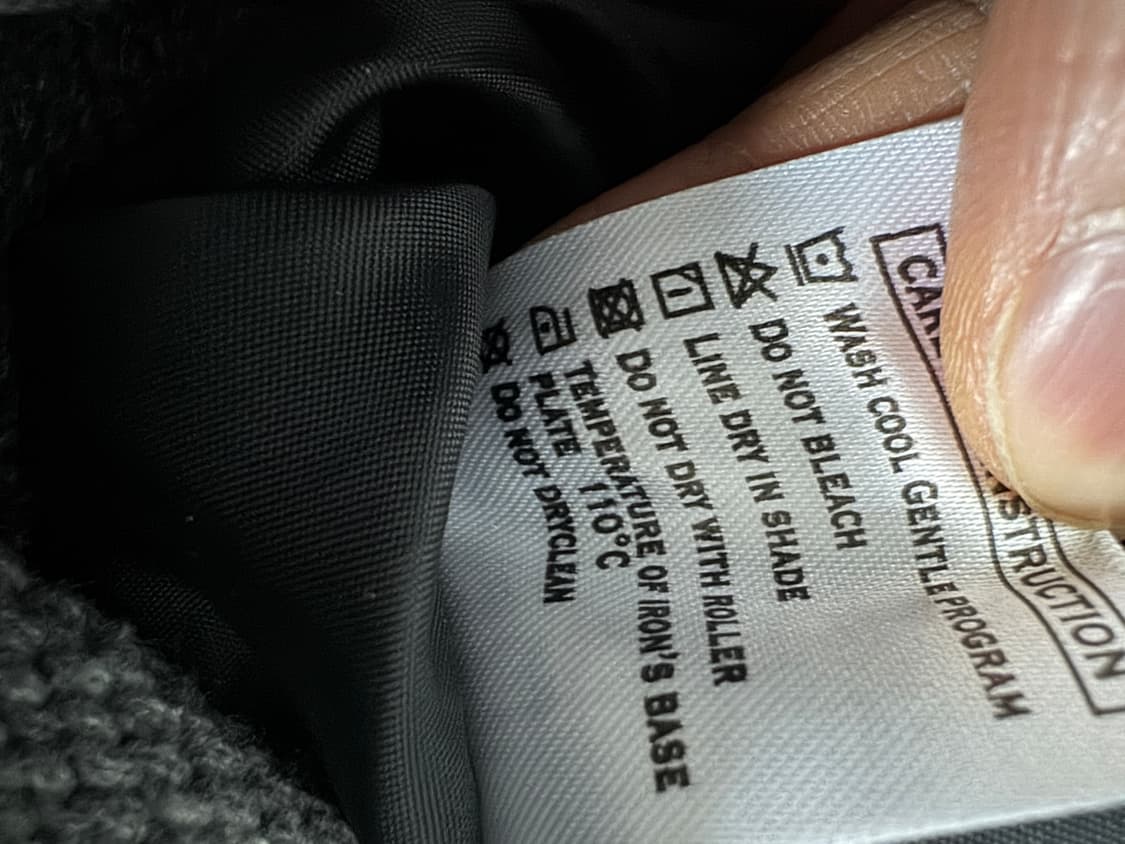 INSTRUCTION
WASH COOL GENTLE PROGRAM
DO NOT BLEACH
LINE DRY IN SHADE
DO NOT DRY WITH ROLLER
TEMPERATURE OF IRON'S BASE
PLATE 110°C
DO NOT DRYCLEAN